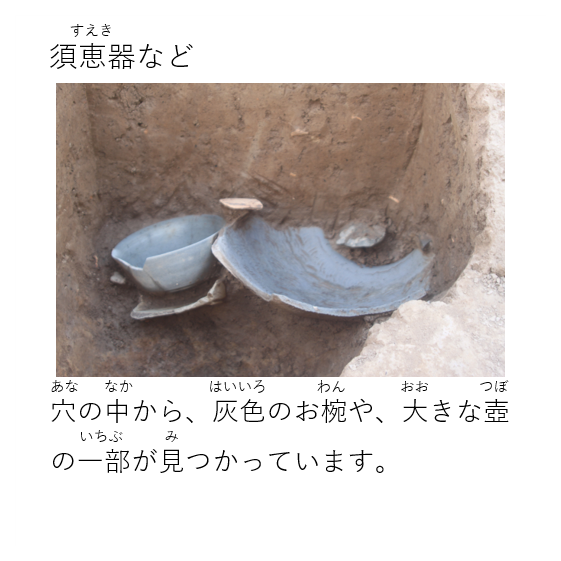 すえき
須恵器など
あな なか はいいろ わん おお つぼ
穴の中から、灰色のお椀や、大きな壺
いちぶ み
の一部が見つかっています。